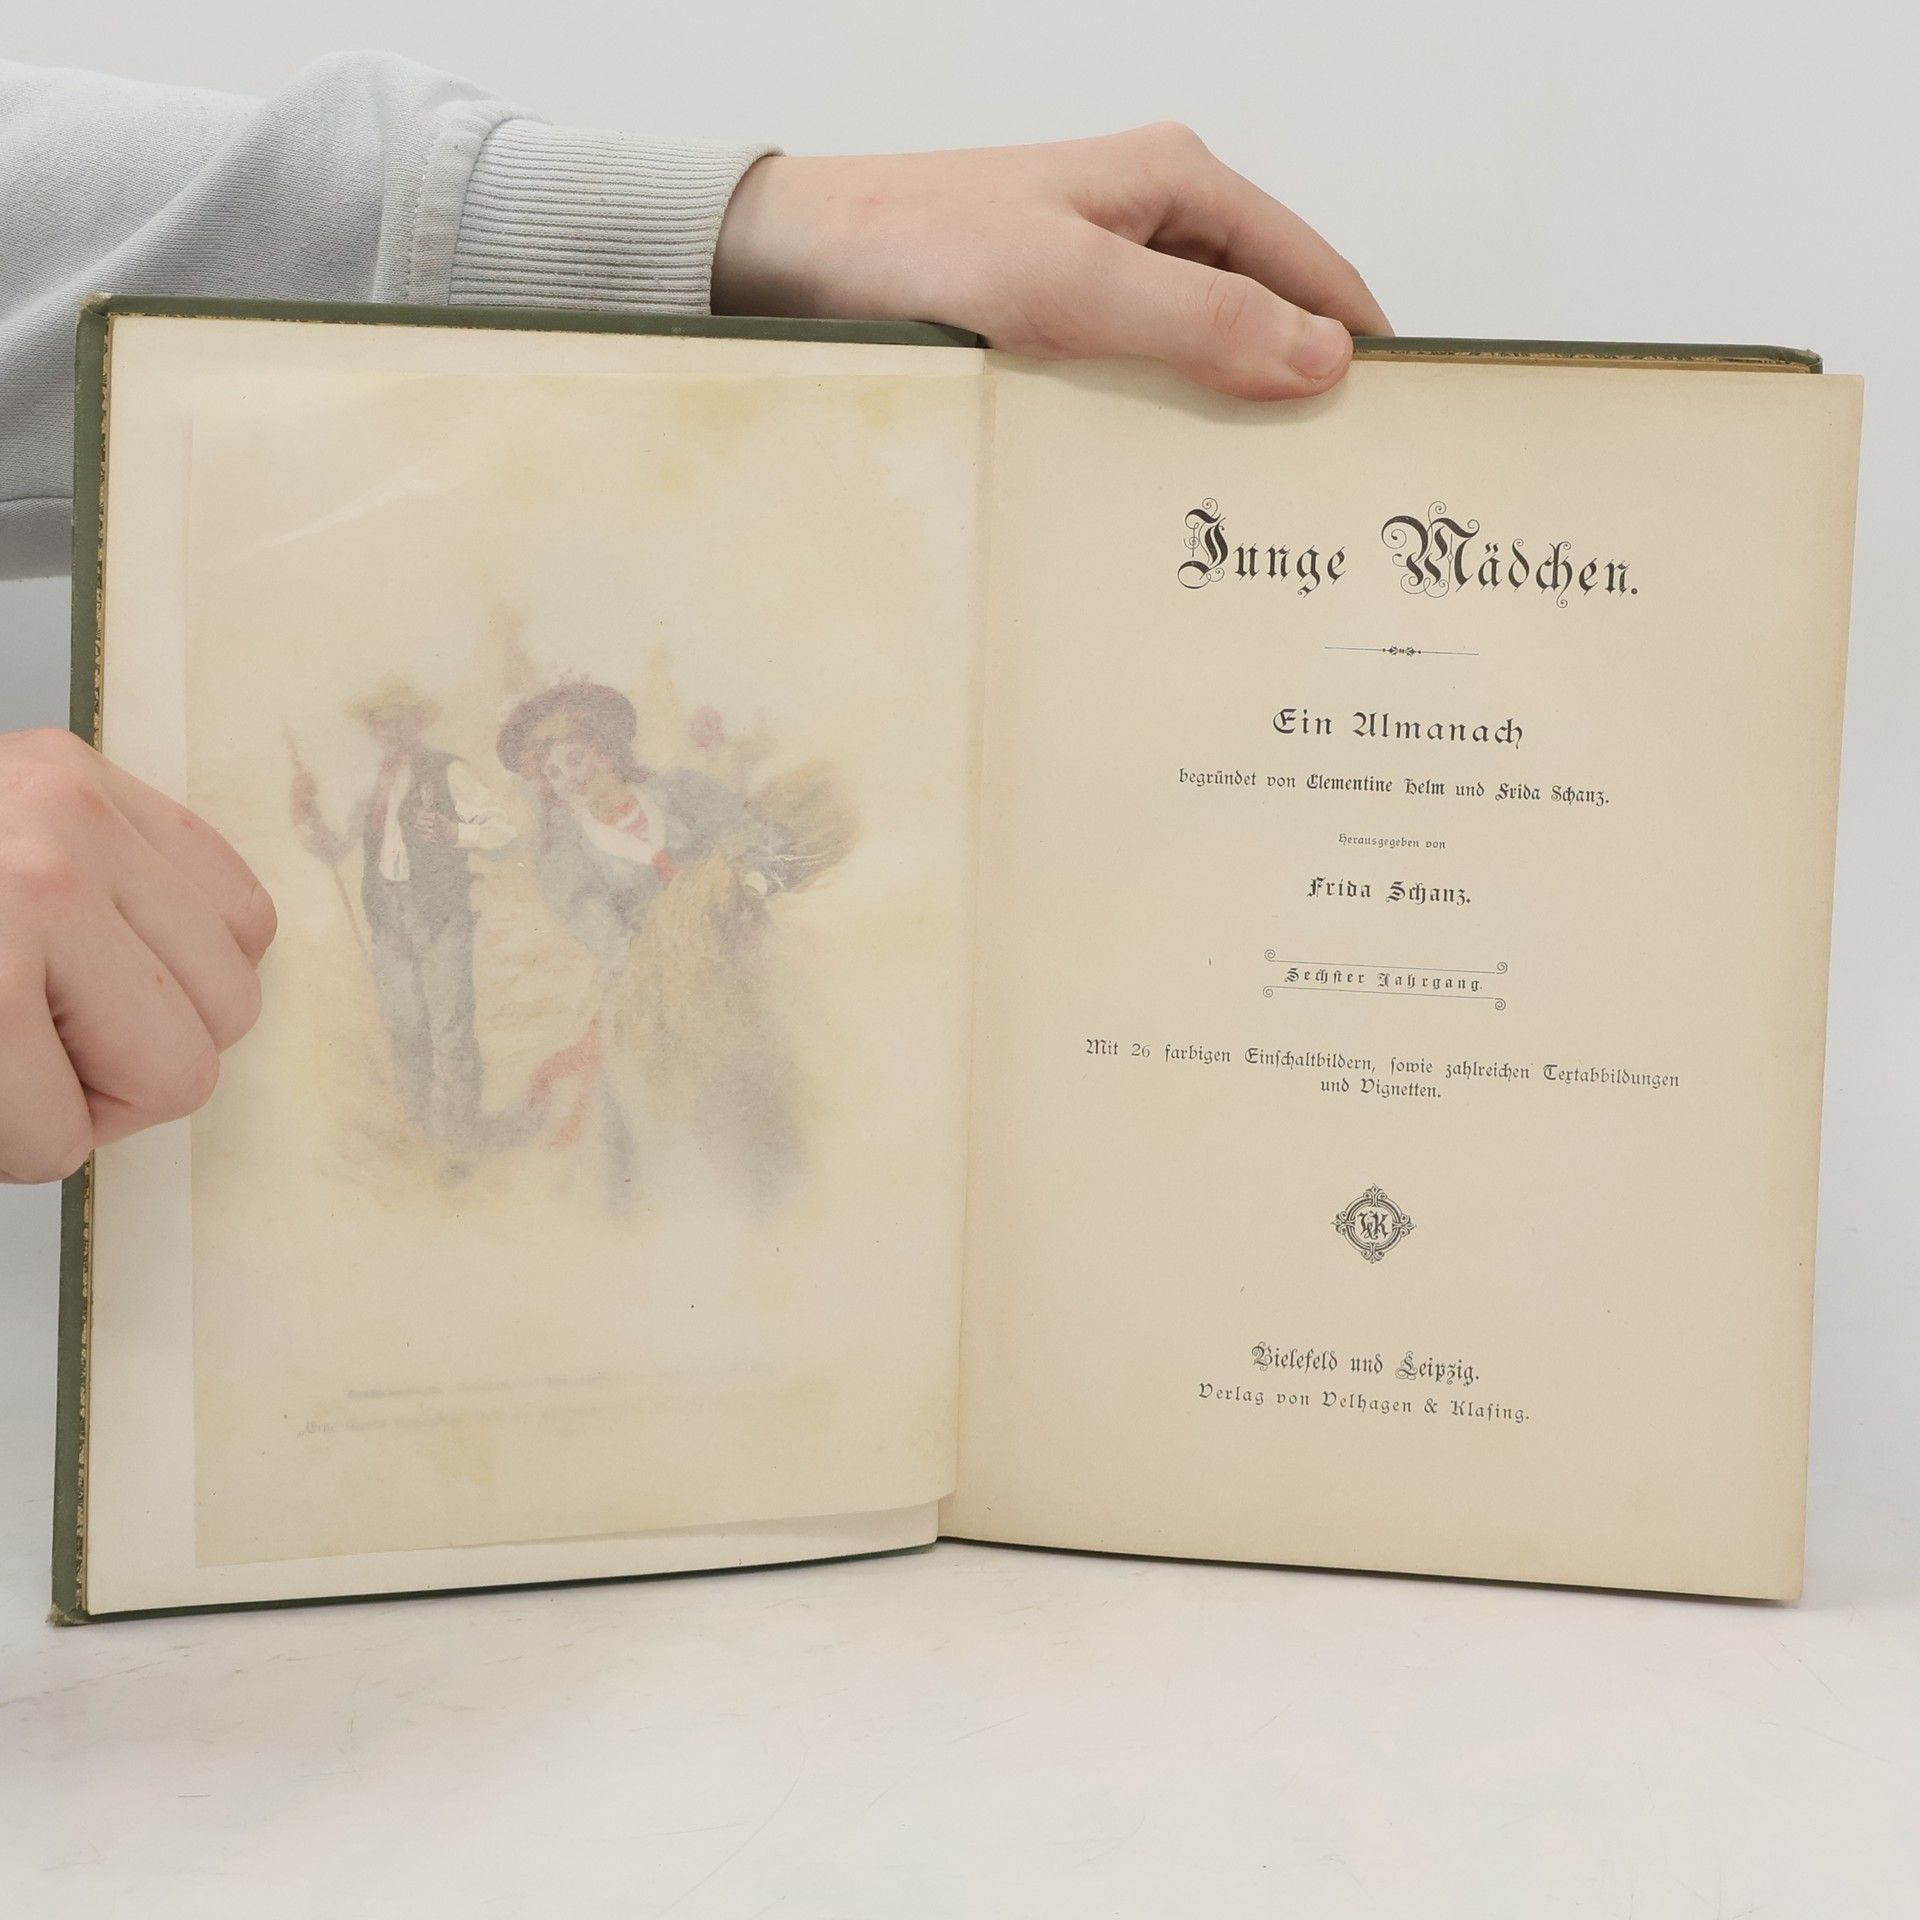 Junge Mädchen.
Ein Almanach
begründet von Clementine Helm und Frida Schanz.
Herausgegeben von
Frida Schanz.
Sechster Jahrgang.
Mit 26 farbigen Einſchaltbildern, ſowie zahlreichen Textabbildungen
und Vignetten.
V&K
Bielefeld und Leipzig.
Verlag von Velhagen & Klaſing.